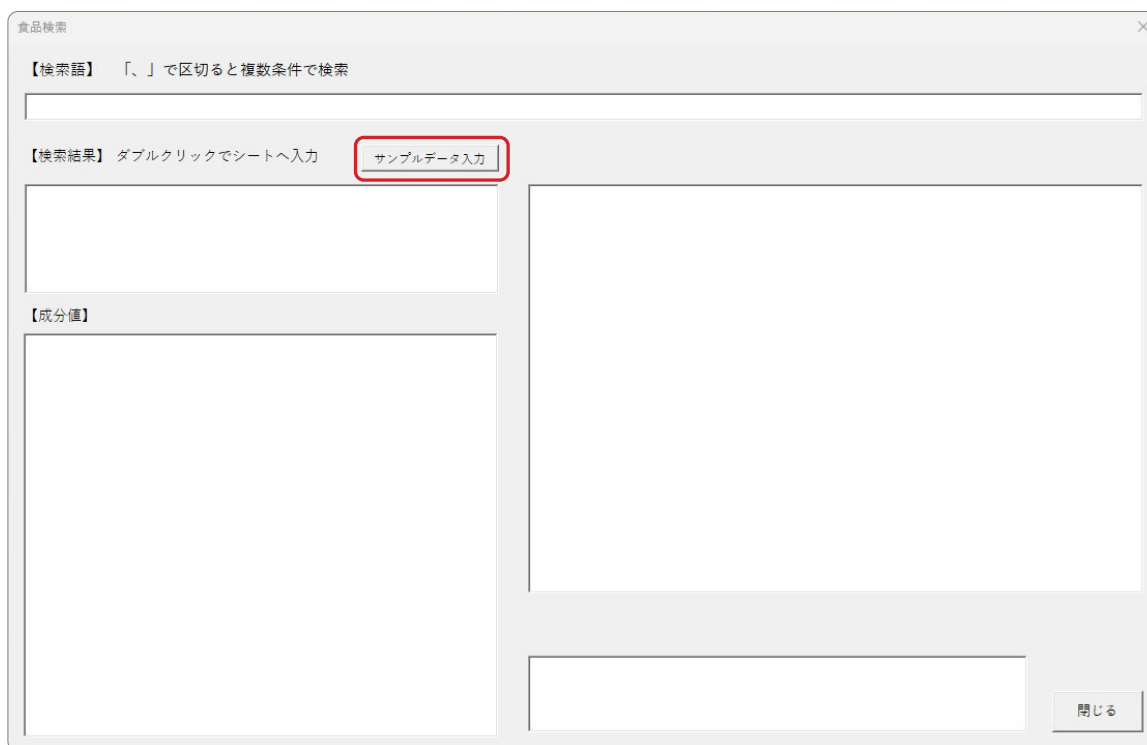 食品検索
【検索語】　「、」で区切ると複数条件で検索
【検索結果】 ダブルクリックでシートへ入力
サンプルデータ入力
【成分値】
閉じる